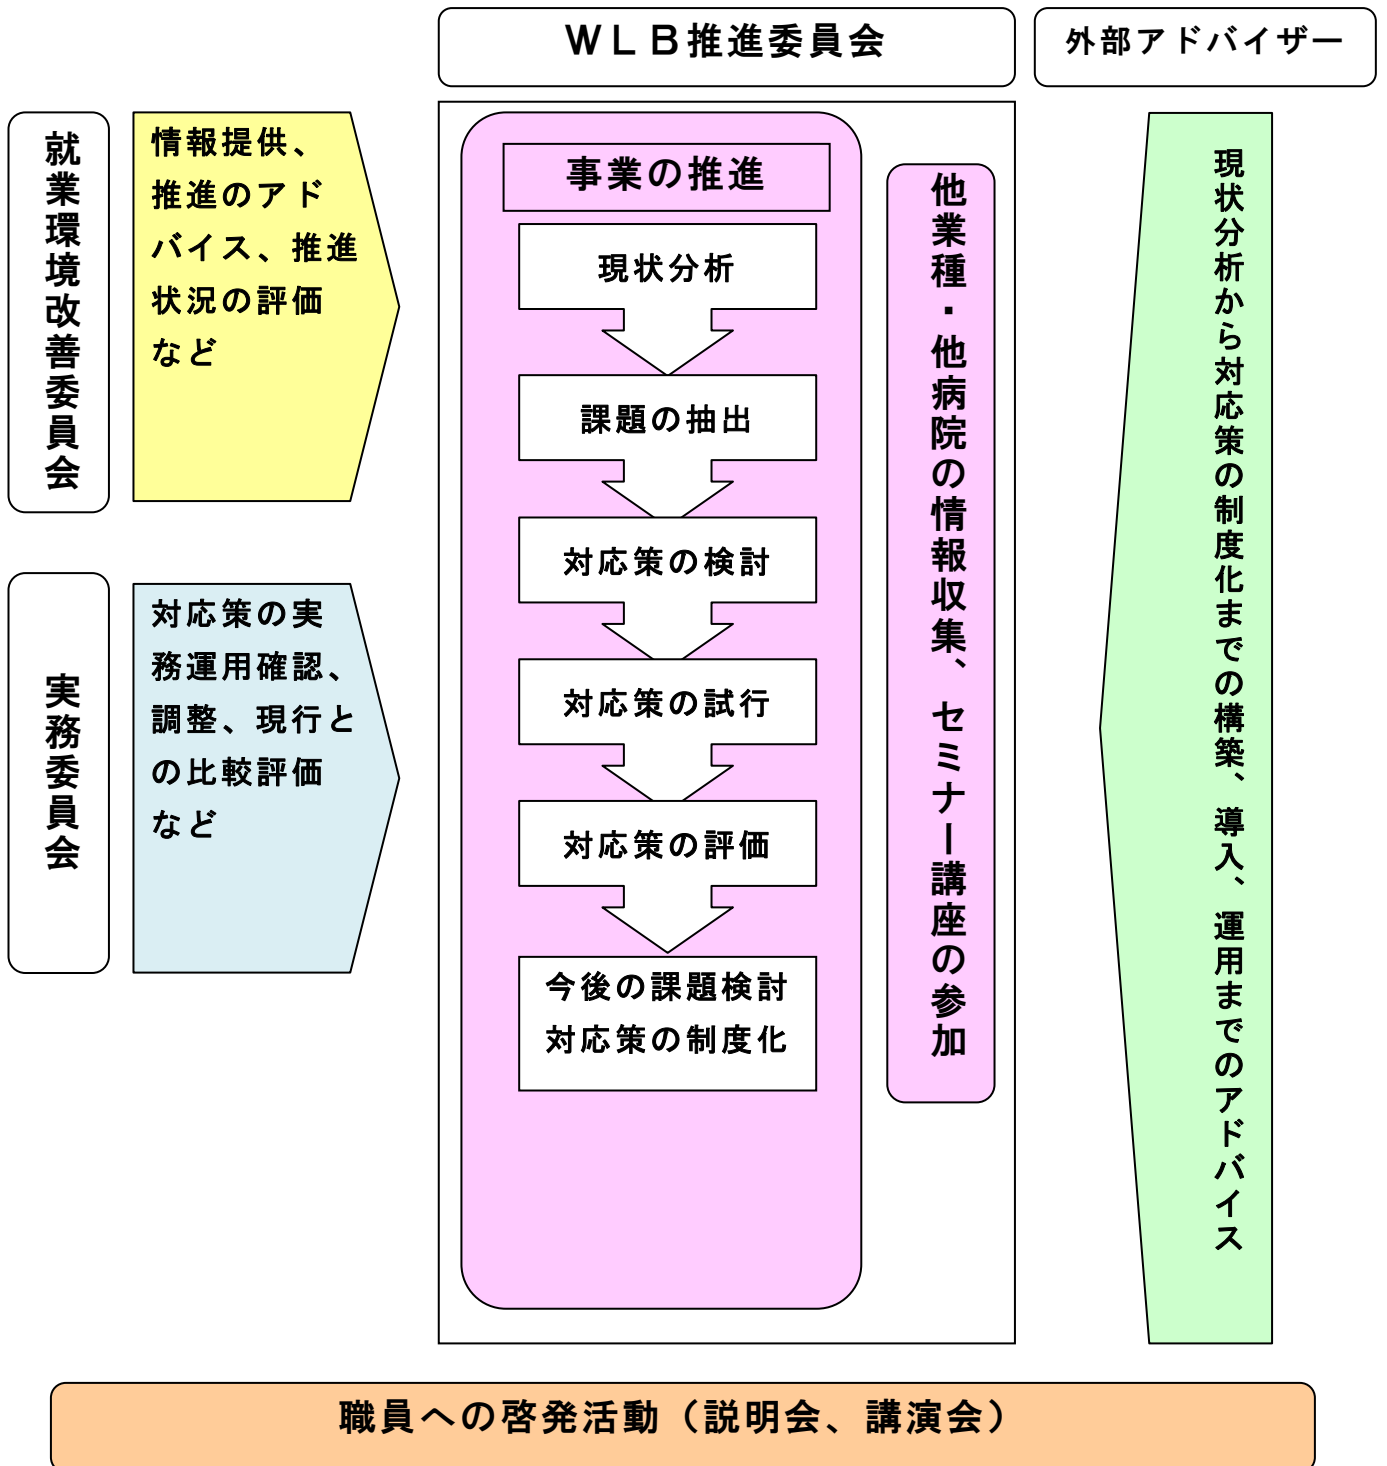 ＷＬＢ推進委員会
外部アドバイザー
就業環境改善委員会
情報提供、
推進のアド
バイス、推進
状況の評価
など
実務委員会
対応策の実
務運用確認、
調整、現行と
の比較評価
など
事業の推進
現状分析
課題の抽出
対応策の検討
対応策の試行
対応策の評価
今後の課題検討
対応策の制度化
他業種・他病院の情報収集、セミナー講座の参加
現状分析から対応策の制度化までの構築、導入、運用までのアドバイス
職員への啓発活動（説明会、講演会）